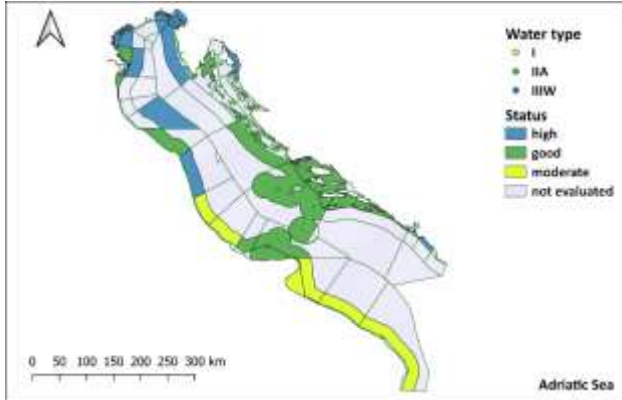 Water type
I
IIA
IIIW
Status
high
good
moderate
not evaluated
0 50 100 150 200 250 300 km
Adriatic Sea